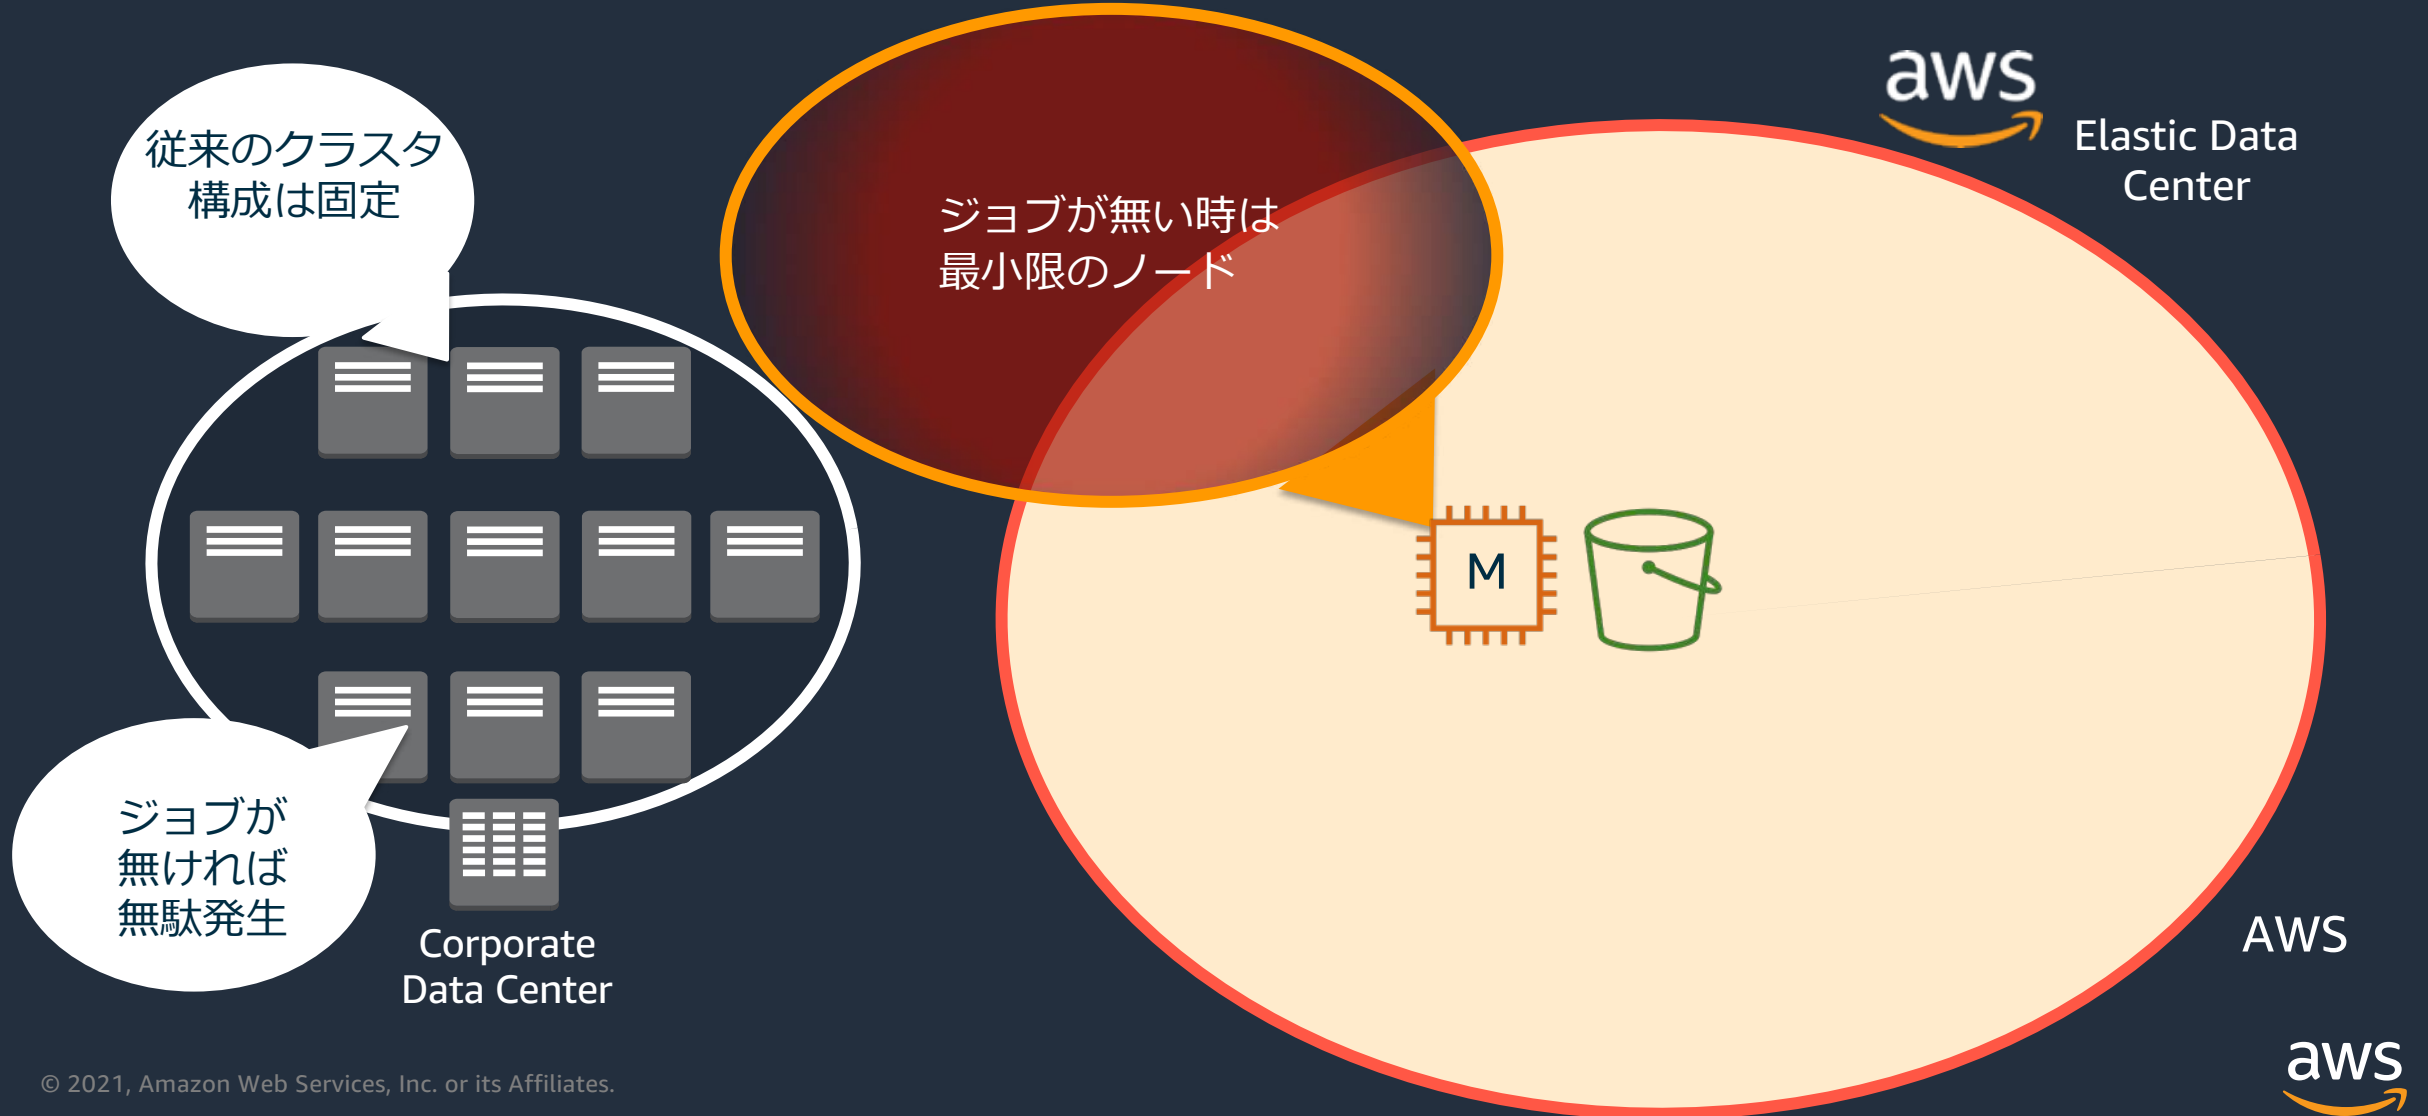 従来のクラスタ
構成は固定
ジョブが無い時は
最小限のノード
aws
Elastic Data
Center
M
ジョブが
無ければ
無駄発生
Corporate
Data Center
AWS
© 2021, Amazon Web Services, Inc. or its Affiliates.
aws